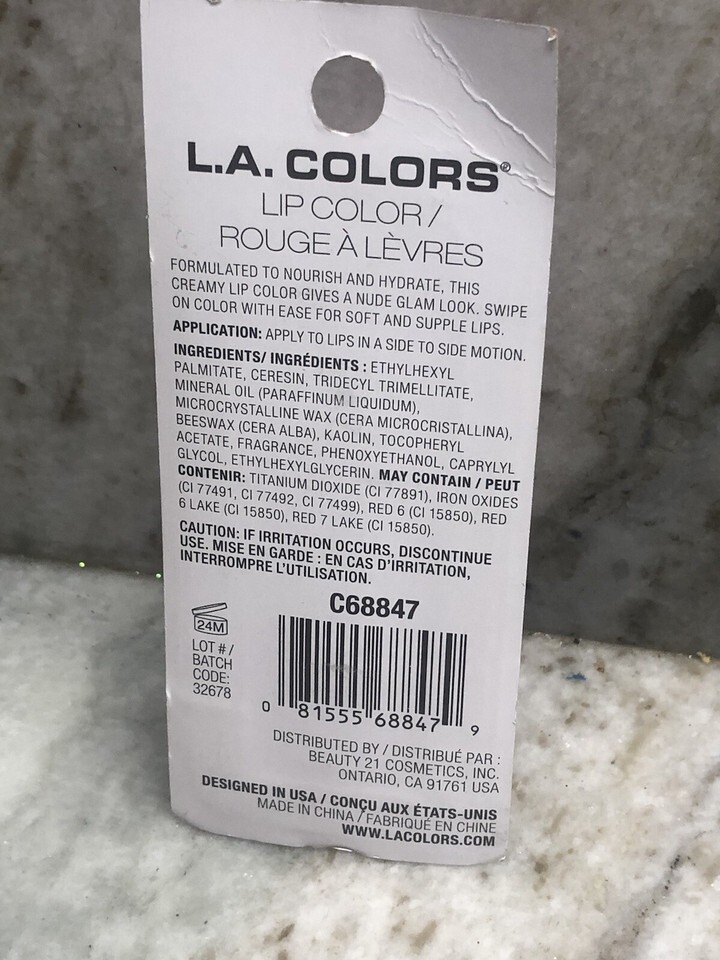 L.A. COLORS®
LIP COLOR /
ROUGE À LÈVRES
FORMULATED TO NOURISH AND HYDRATE, THIS
CREAMY LIP COLOR GIVES A NUDE GLAM LOOK. SWIPE
ON COLOR WITH EASE FOR SOFT AND SUPPLE LIPS.
APPLICATION: APPLY TO LIPS IN A SIDE TO SIDE MOTION.
INGREDIENTS/ INGRÉDIENTS : ETHYLHEXYL
PALMITATE, CERESIN, TRIDECYL TRIMELLITATE,
MINERAL OIL (PARAFFINUM LIQUIDUM),
MICROCRYSTALLINE WAX (CERA MICROCRISTALLINA),
BEESWAX (CERA ALBA), KAOLIN, TOCOPHERYL
ACETATE, FRAGRANCE, PHENOXYETHANOL, CAPRYLYL
GLYCOL, ETHYLHEXYLGLYCERIN. MAY CONTAIN / PEUT
CONTENIR: TITANIUM DIOXIDE (CI 77891), IRON OXIDES
(CI 77491, CI 77492, CI 77499), RED 6 (CI 15850), RED
6 LAKE (CI 15850), RED 7 LAKE (CI 15850).
CAUTION: IF IRRITATION OCCURS, DISCONTINUE
USE. MISE EN GARDE : EN CAS D'IRRITATION,
INTERROMPRE L'UTILISATION.
C68847
24M
LOT # /
BATCH
CODE:
32678
0 81555 68847 9
DISTRIBUTED BY / DISTRIBUÉ PAR :
BEAUTY 21 COSMETICS, INC.
ONTARIO, CA 91761 USA
DESIGNED IN USA / CONÇU AUX ÉTATS-UNIS
MADE IN CHINA / FABRIQUÉ EN CHINE
WWW.LACOLORS.COM